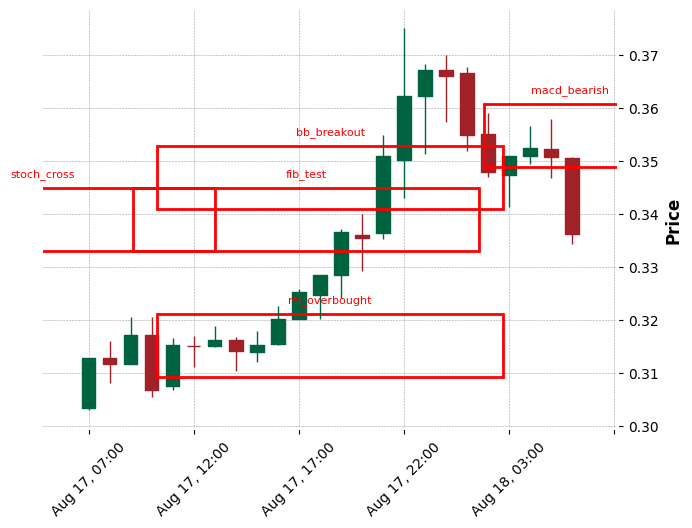 0.37
macd_bearish
0.36
bb_breakout
0.35
stoch_cross
fib_test
0.34
Price
0.33
rsi_overbought
0.32
0.31
0.30
Aug 17, 07:00
Aug 17, 12:00
Aug 17, 17:00
Aug 17, 22:00
Aug 18, 03:00